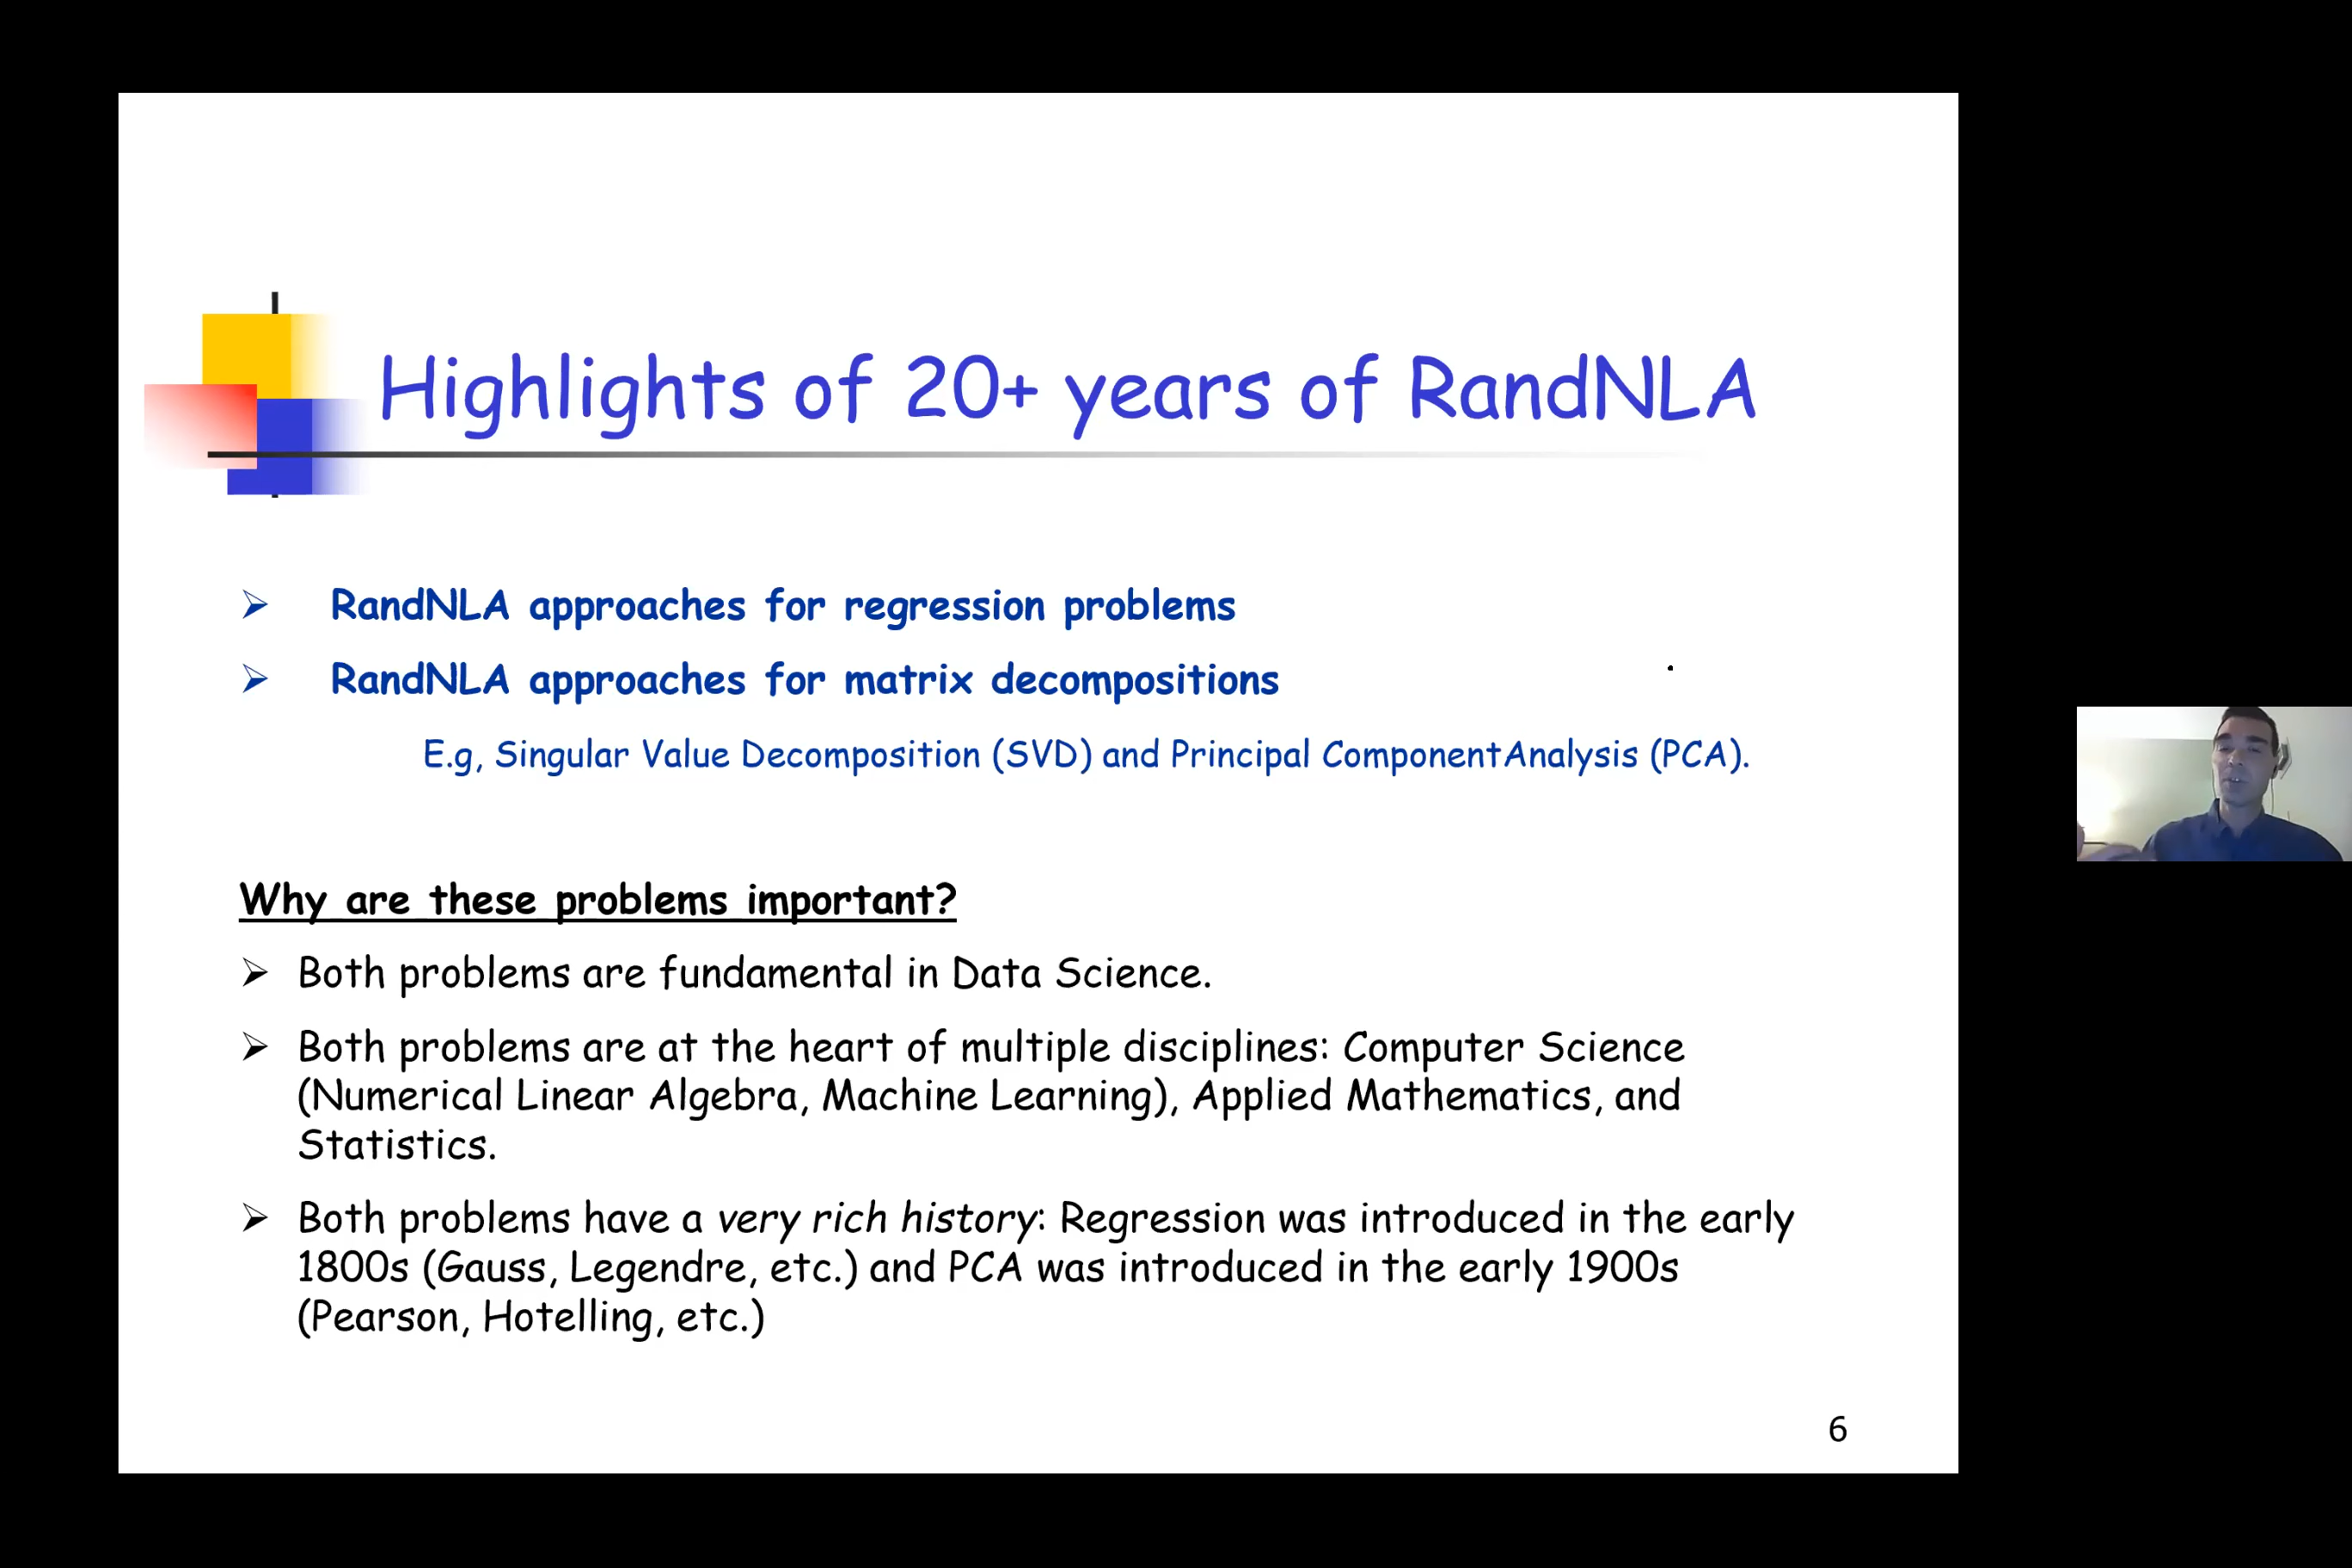 Highlights of 20+ years of RandNLA
➢ RandNLA approaches for regression problems
➢ RandNLA approaches for matrix decompositions
E.g, Singular Value Decomposition (SVD) and Principal ComponentAnalysis (PCA).
Why are these problems important?
➢ Both problems are fundamental in Data Science.
➢ Both problems are at the heart of multiple disciplines: Computer Science
(Numerical Linear Algebra, Machine Learning), Applied Mathematics, and
Statistics.
➢ Both problems have a very rich history: Regression was introduced in the early
1800s (Gauss, Legendre, etc.) and PCA was introduced in the early 1900s
(Pearson, Hotelling, etc.)
6